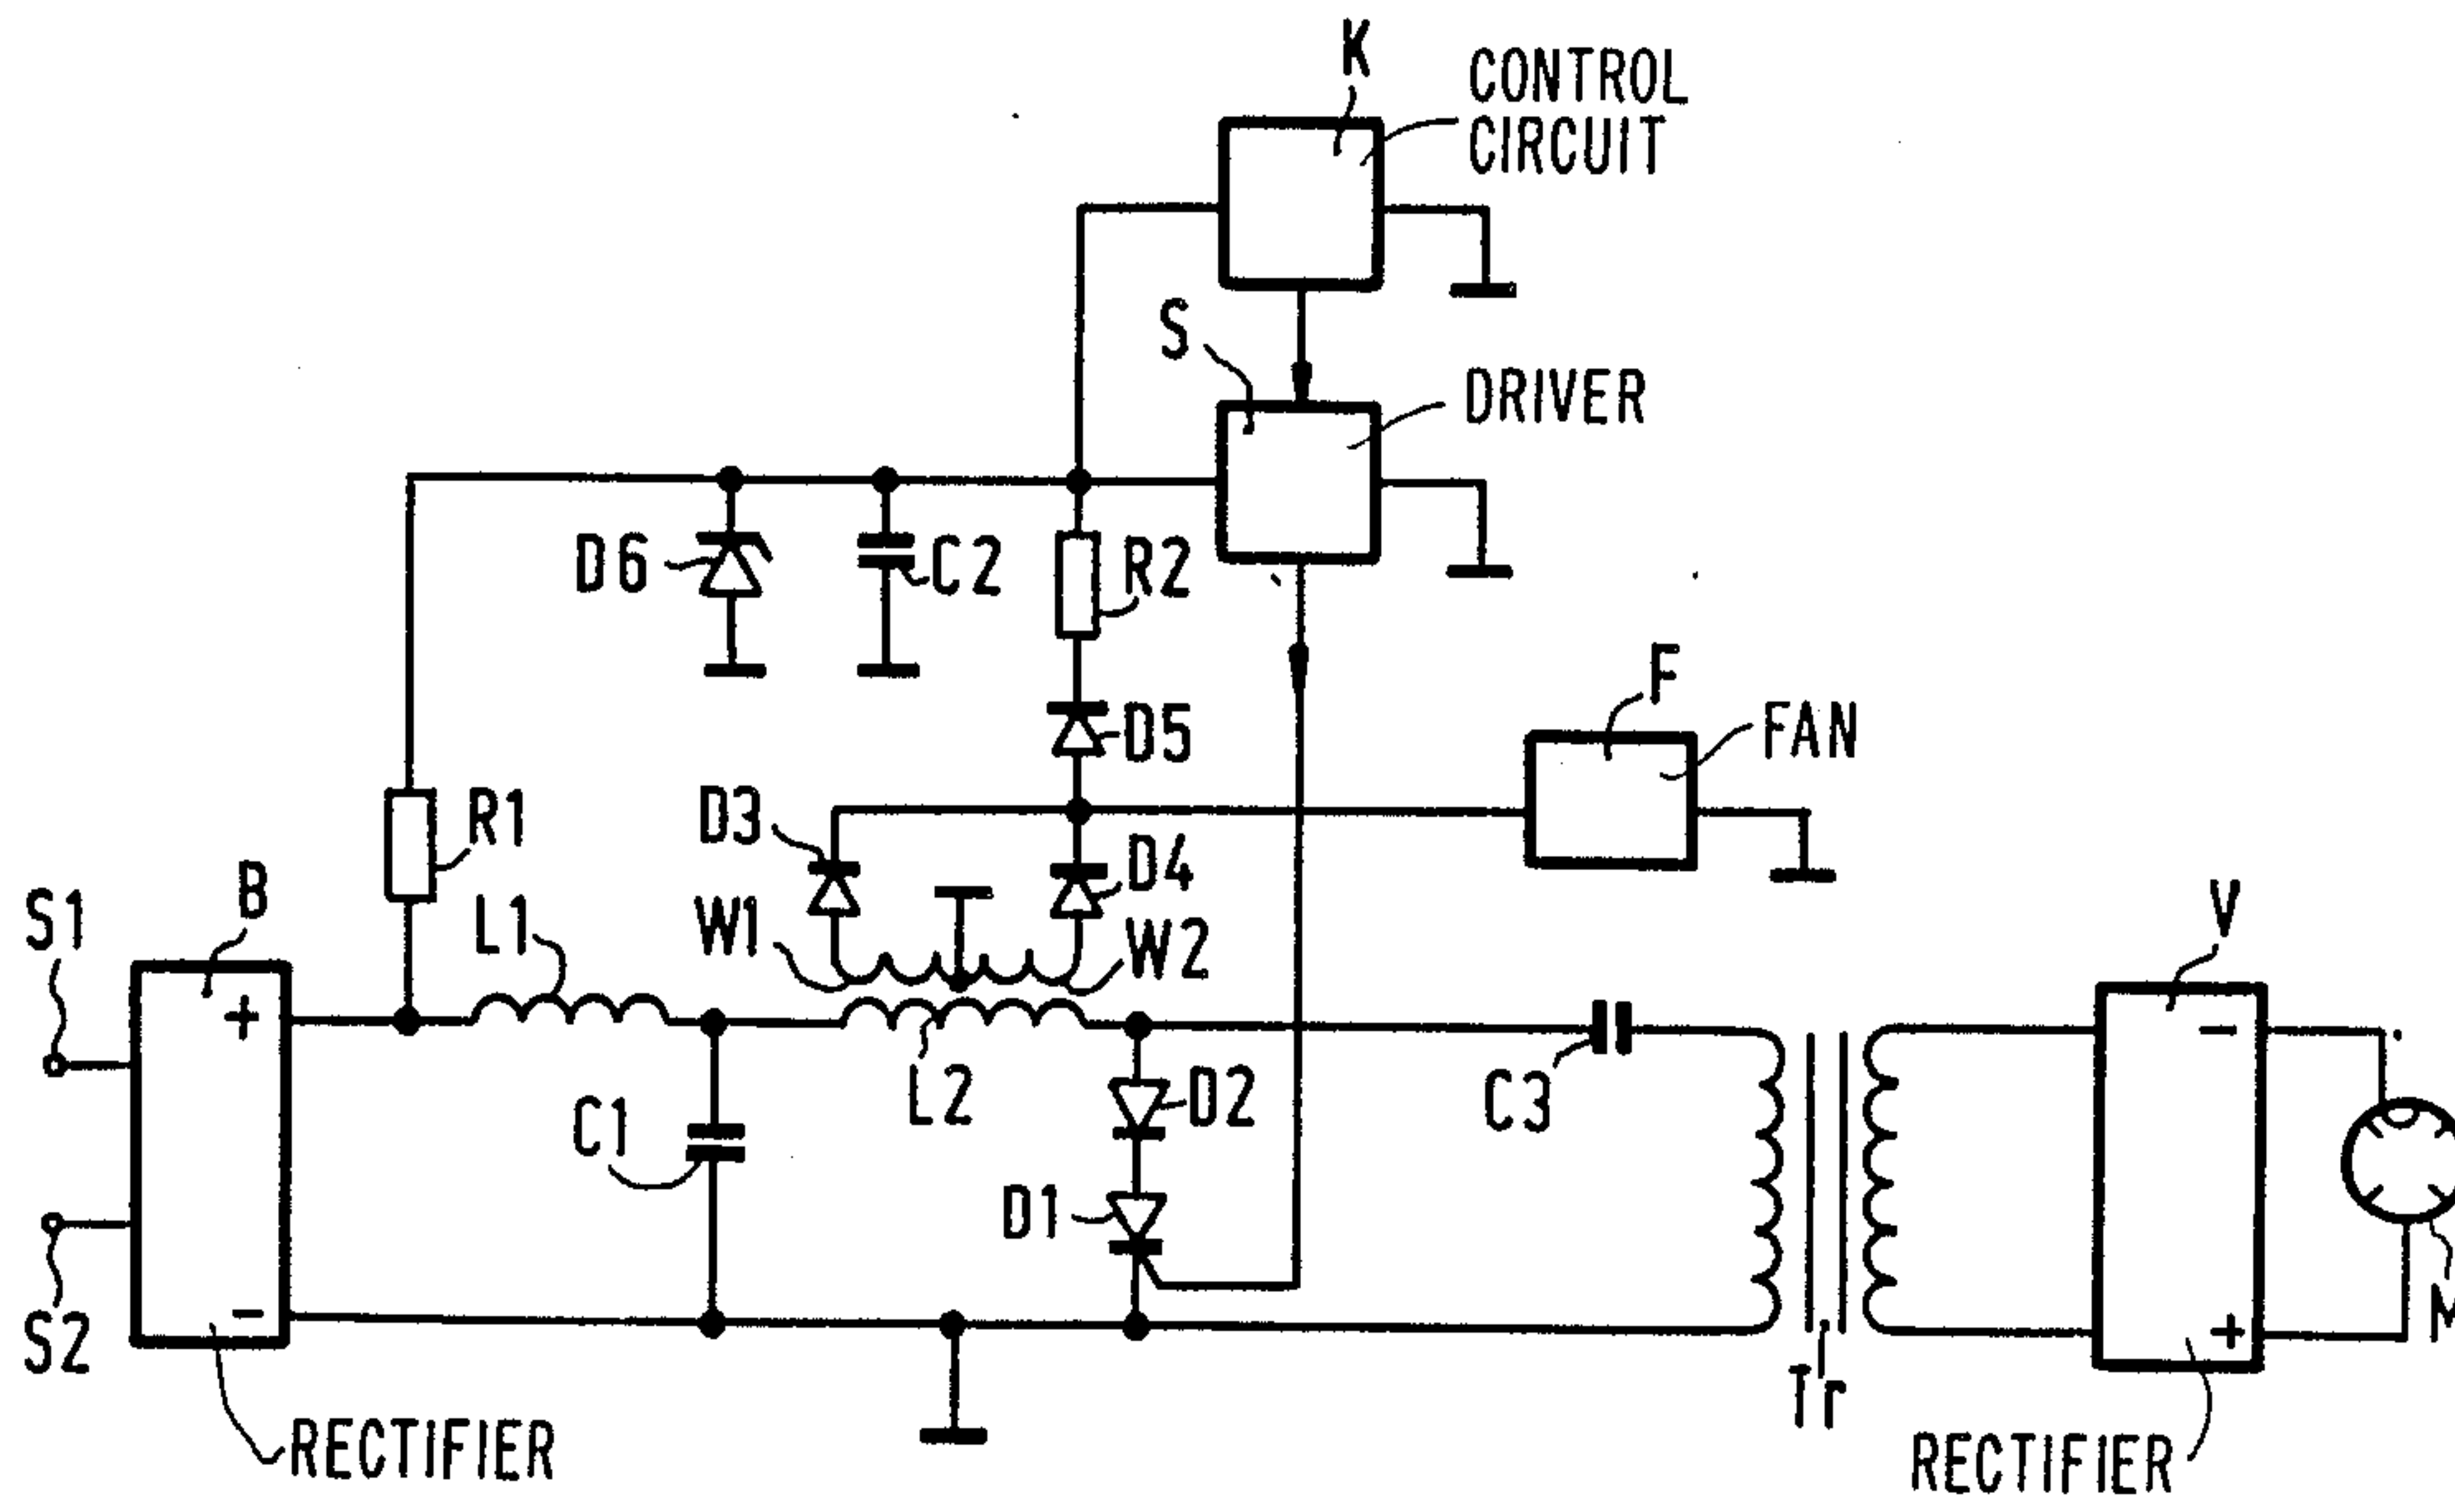 K
CONTROL
CIRCUIT
S
DRIVER
D6
C2
R2
F
FAN
D5
D3
R1
D4
B
S1
L1
W1
W2
V
+
−
L2
D2
C3
C1
D1
S2
−
+
M
Tr
RECTIFIER
RECTIFIER